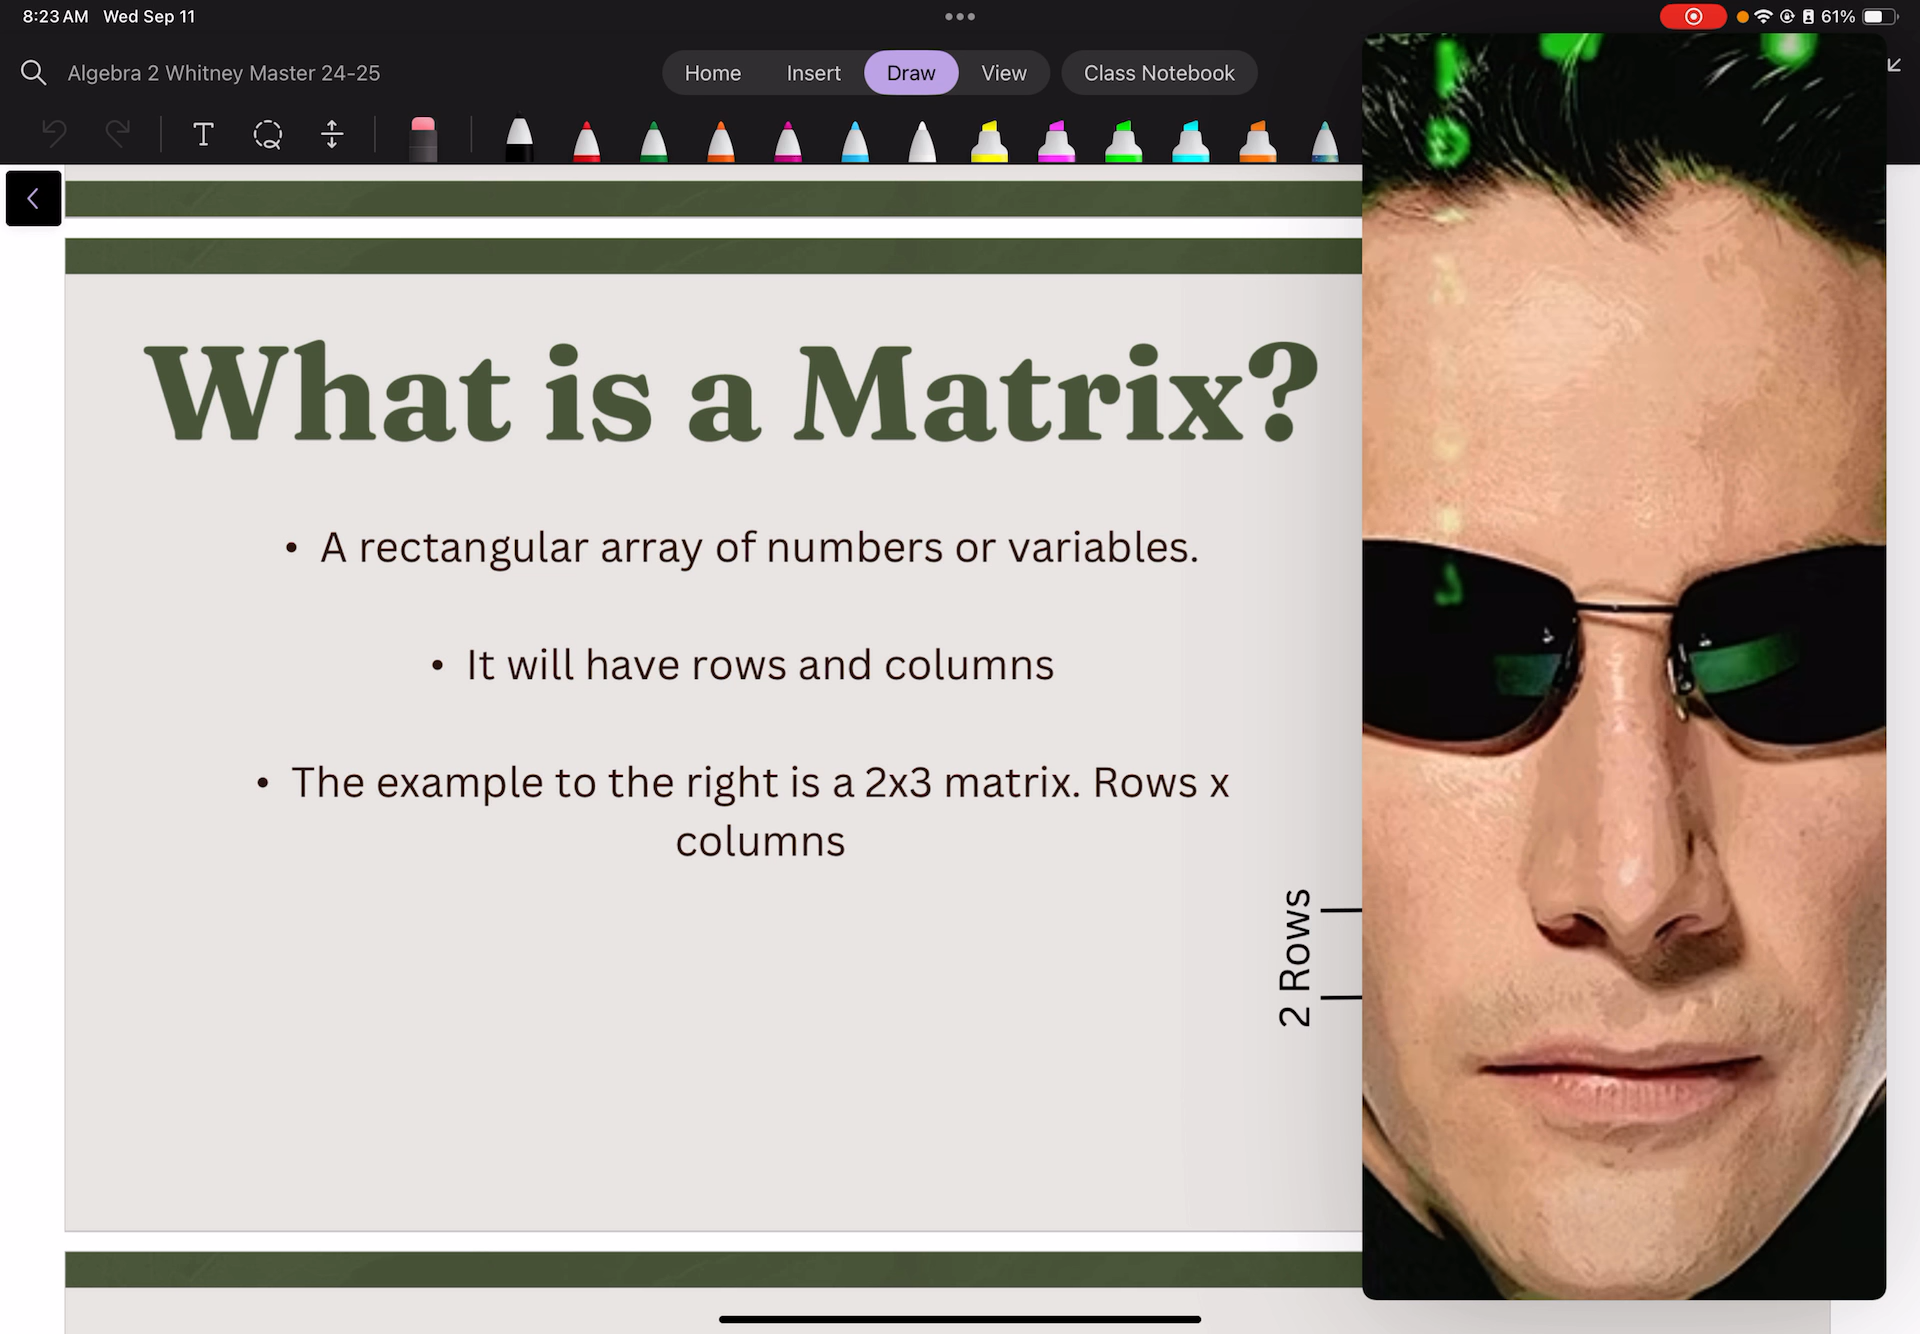 8:23 AM Wed Sep 11
61%
Algebra 2 Whitney Master 24-25
Home Insert Draw View Class Notebook
T
What is a Matrix?
• A rectangular array of numbers or variables.
• It will have rows and columns
• The example to the right is a 2x3 matrix. Rows x
columns
2 Rows